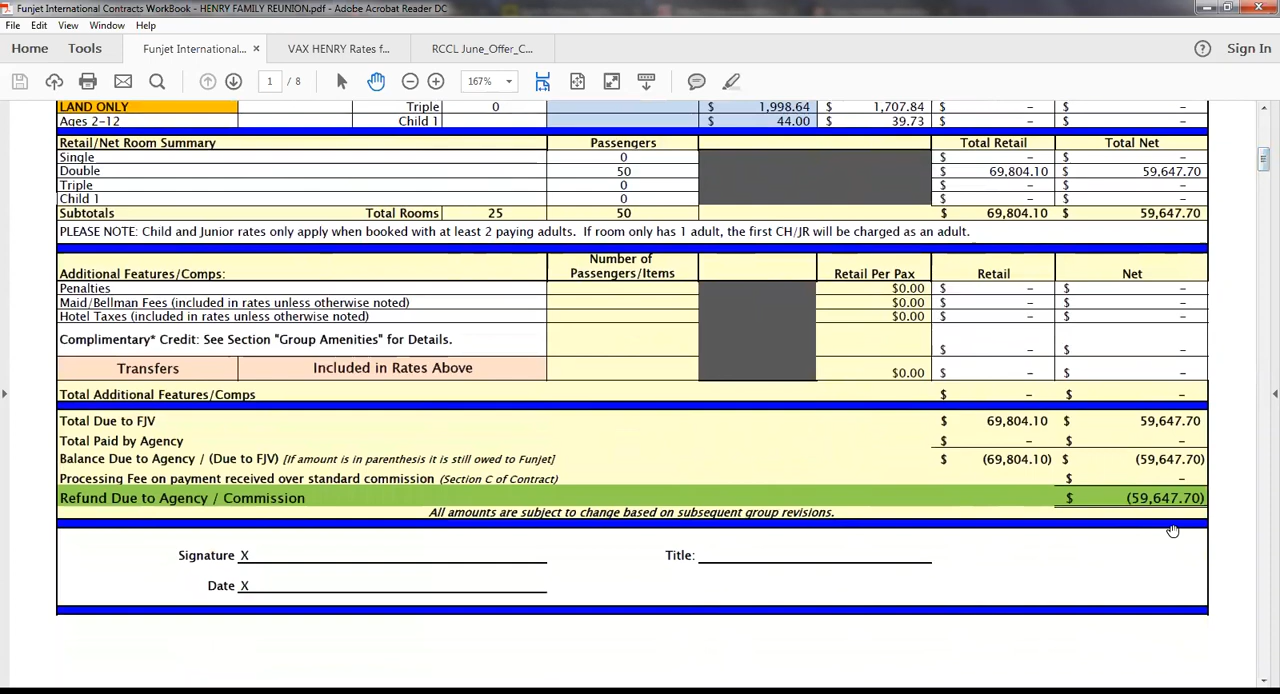 Funjet International Contracts WorkBook - HENRY FAMILY REUNION.pdf - Adobe Acrobat Reader DC
File Edit View Window Help
Home Tools Funjet International... × VAX HENRY Rates f... RCCL June_Offer_C... ? Sign In
1 / 8 167%
LAND ONLY Triple 0 $ 1,998.64 $ 1,707.84 $ – $ –
Ages 2-12 Child 1 $ 44.00 $ 39.73 $ – $ –
Retail/Net Room Summary Passengers Total Retail Total Net
Single 0 $ – $ –
Double 50 $ 69,804.10 $ 59,647.70
Triple 0 $ – $ –
Child 1 0 $ – $ –
Subtotals Total Rooms 25 50 $ 69,804.10 $ 59,647.70
PLEASE NOTE: Child and Junior rates only apply when booked with at least 2 paying adults. If room only has 1 adult, the first CH/JR will be charged as an adult.
Additional Features/Comps: Number of Passengers/Items Retail Per Pax Retail Net
Penalties $0.00 $ – $ –
Maid/Bellman Fees (included in rates unless otherwise noted) $0.00 $ – $ –
Hotel Taxes (included in rates unless otherwise noted) $0.00 $ – $ –
Complimentary* Credit: See Section "Group Amenities" for Details. $ – $ –
Transfers Included in Rates Above $0.00 $ – $ –
Total Additional Features/Comps $ – $ –
Total Due to FJV $ 69,804.10 $ 59,647.70
Total Paid by Agency $ – $ –
Balance Due to Agency / (Due to FJV) [If amount is in parenthesis it is still owed to Funjet] $ (69,804.10) $ (59,647.70)
Processing Fee on payment received over standard commission (Section C of Contract) $ –
Refund Due to Agency / Commission $ (59,647.70)
All amounts are subject to change based on subsequent group revisions.
Signature X Title:
Date X